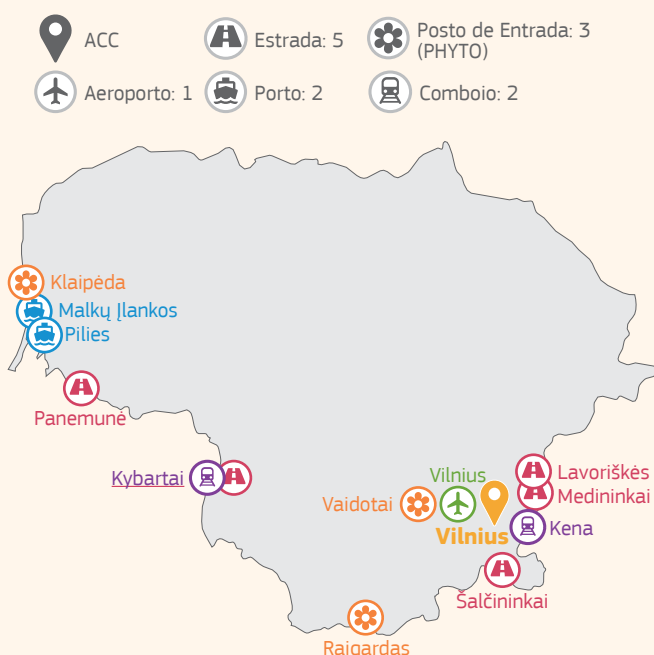 ACC
Estrada: 5
Posto de Entrada: 3
(PHYTO)
Aeroporto: 1
Porto: 2
Comboio: 2
Klaipėda
Malkų Įlankos
Pilies
Panemunė
Kybartai
Lavoriškės
Vilnius
Medininkai
Vaidotai
Vilnius
Kena
Šalčininkai
Raigardas